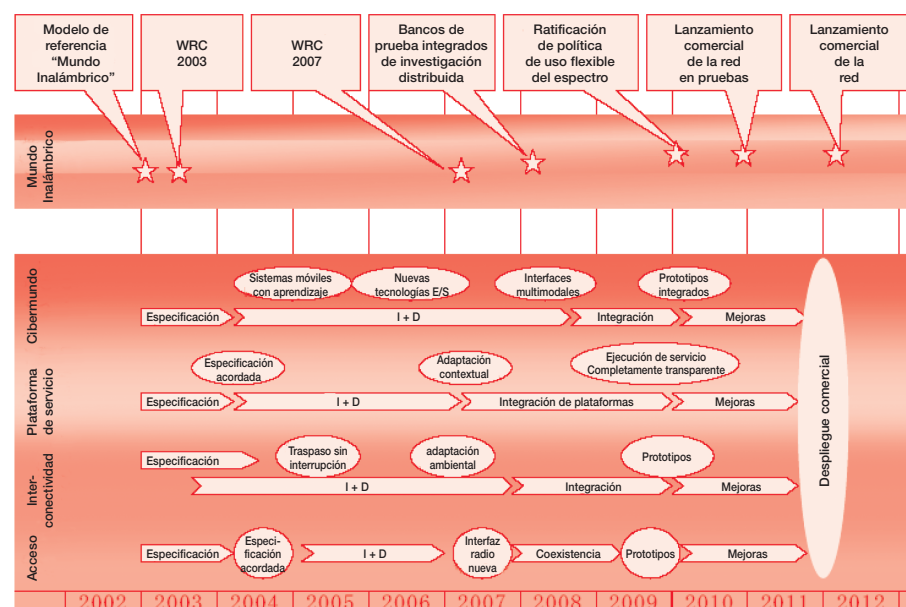 Modelo de
referencia
“Mundo
Inalámbrico”
WRC
2003
WRC
2007
Bancos de
prueba integrados
de investigación
distribuida
Ratificación
de política
de uso flexible
del espectro
Lanzamiento
comercial
de la red
en pruebas
Lanzamiento
comercial
de la
red
Mundo
Inalámbrico
Cibermundo
Sistemas móviles
con aprendizaje
Nuevas
tecnologías E/S
Interfaces
multimodales
Prototipos
integrados
Especificación
I + D
Integración
Mejoras
Plataforma
de servicio
Especificación
acordada
Adaptación
contextual
Ejecución de servicio
Completamente transparente
Especificación
I + D
Integración de plataformas
Mejoras
Inter-
conectividad
Especificación
Traspaso sin
interrupción
adaptación
ambiental
Prototipos
I + D
Integración
Mejoras
Acceso
Especificación
Especi-
ficación
acordada
I + D
Interfaz
radio
nueva
Coexistencia
Prototipos
Mejoras
Despliegue comercial
2002 2003 2004 2005 2006 2007 2008 2009 2010 2011 2012